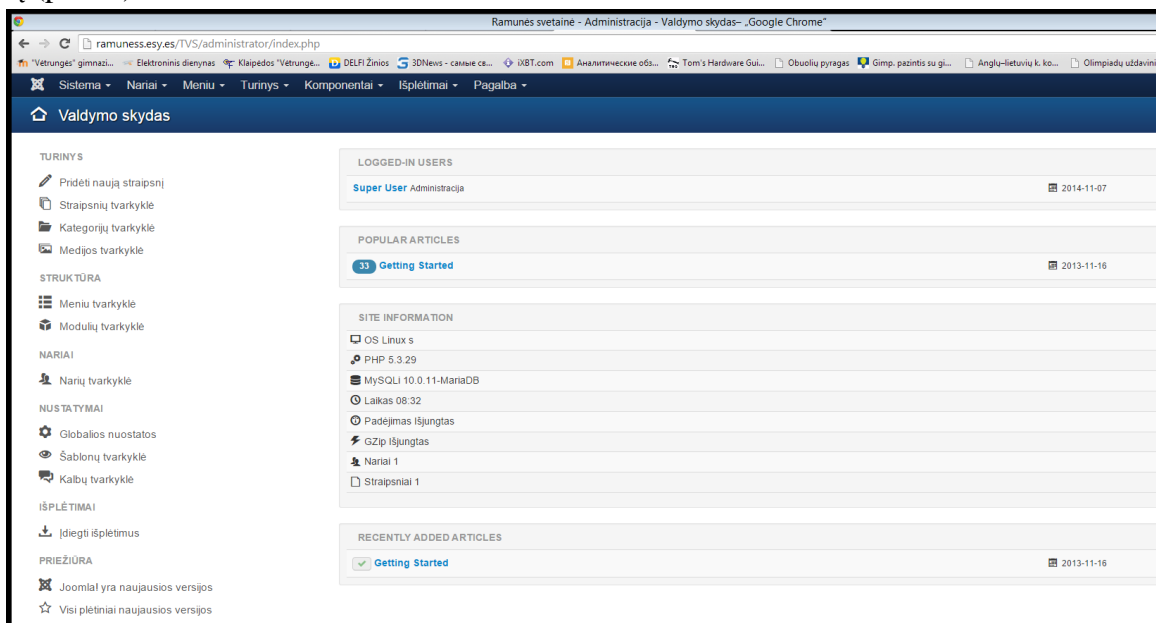 Ramunės svetainė - Administracija - Valdymo skydas– „Google Chrome“
ramuness.esy.es/TVS/administrator/index.php
"Vėtrungės" gimnazi... Elektroninis dienynas Klaipėdos "Vėtrungė... DELFI Žinios 3DNews - самые св... iXBT.com Аналитические обз... Tom's Hardware Gui... Obuolių pyragas Gimp. pazintis su gi... Anglų–lietuvių k. ko... Olimpiadų uždavini
Sistema Nariai Meniu Turinys Komponentai Išplėtimai Pagalba
Valdymo skydas
TURINYS
Pridėti naują straipsnį
Straipsnių tvarkyklė
Kategorijų tvarkyklė
Medijos tvarkyklė
STRUKTŪRA
Meniu tvarkyklė
Modulių tvarkyklė
NARIAI
Narių tvarkyklė
NUSTATYMAI
Globalios nuostatos
Šablonų tvarkyklė
Kalbų tvarkyklė
IŠPLĖTIMAI
Įdiegti išplėtimus
PRIEŽIŪRA
Joomla! yra naujausios versijos
Visi plėtiniai naujausios versijos
LOGGED-IN USERS
Super User Administracija 2014-11-07
POPULAR ARTICLES
33 Getting Started 2013-11-16
SITE INFORMATION
OS Linux s
PHP 5.3.29
MySQLi 10.0.11-MariaDB
Laikas 08:32
Padėjimas Išjungtas
GZip Išjungtas
Nariai 1
Straipsniai 1
RECENTLY ADDED ARTICLES
Getting Started 2013-11-16